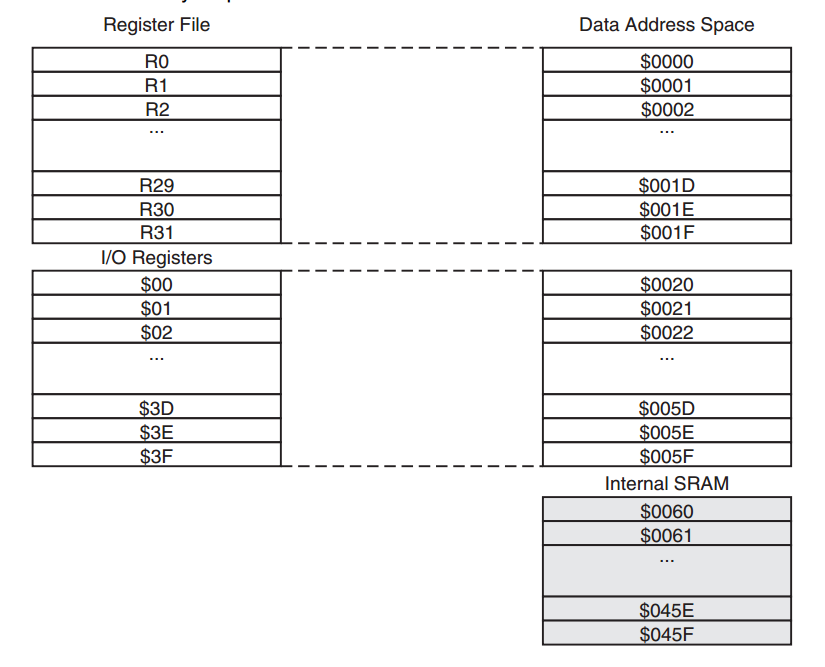 Register File Data Address Space
R0 $0000
R1 $0001
R2 $0002
... ...
R29 $001D
R30 $001E
R31 $001F
I/O Registers
$00 $0020
$01 $0021
$02 $0022
... ...
$3D $005D
$3E $005E
$3F $005F
Internal SRAM
$0060
$0061
...
$045E
$045F